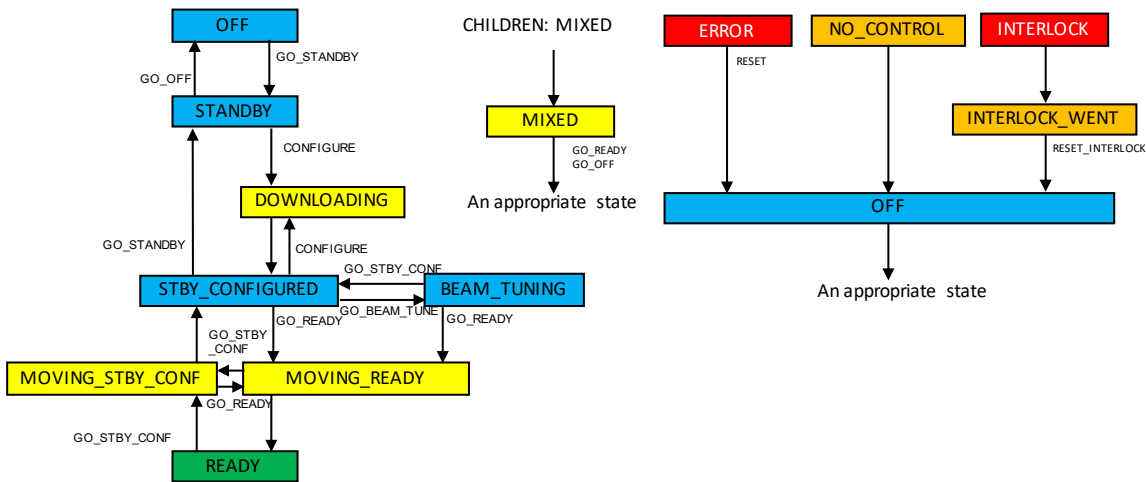 OFF
GO_STANDBY
GO_OFF
STANDBY
CONFIGURE
DOWNLOADING
GO_STANDBY
CONFIGURE
GO_STBY_CONF
STBY_CONFIGURED
BEAM_TUNING
GO_BEAM_TUNE
GO_READY
GO_READY
GO_STBY
_CONF
MOVING_STBY_CONF
MOVING_READY
GO_READY
GO_STBY_CONF
READY
CHILDREN: MIXED
MIXED
GO_READY
GO_OFF
An appropriate state
ERROR
NO_CONTROL
INTERLOCK
RESET
INTERLOCK_WENT
RESET_INTERLOCK
OFF
An appropriate state